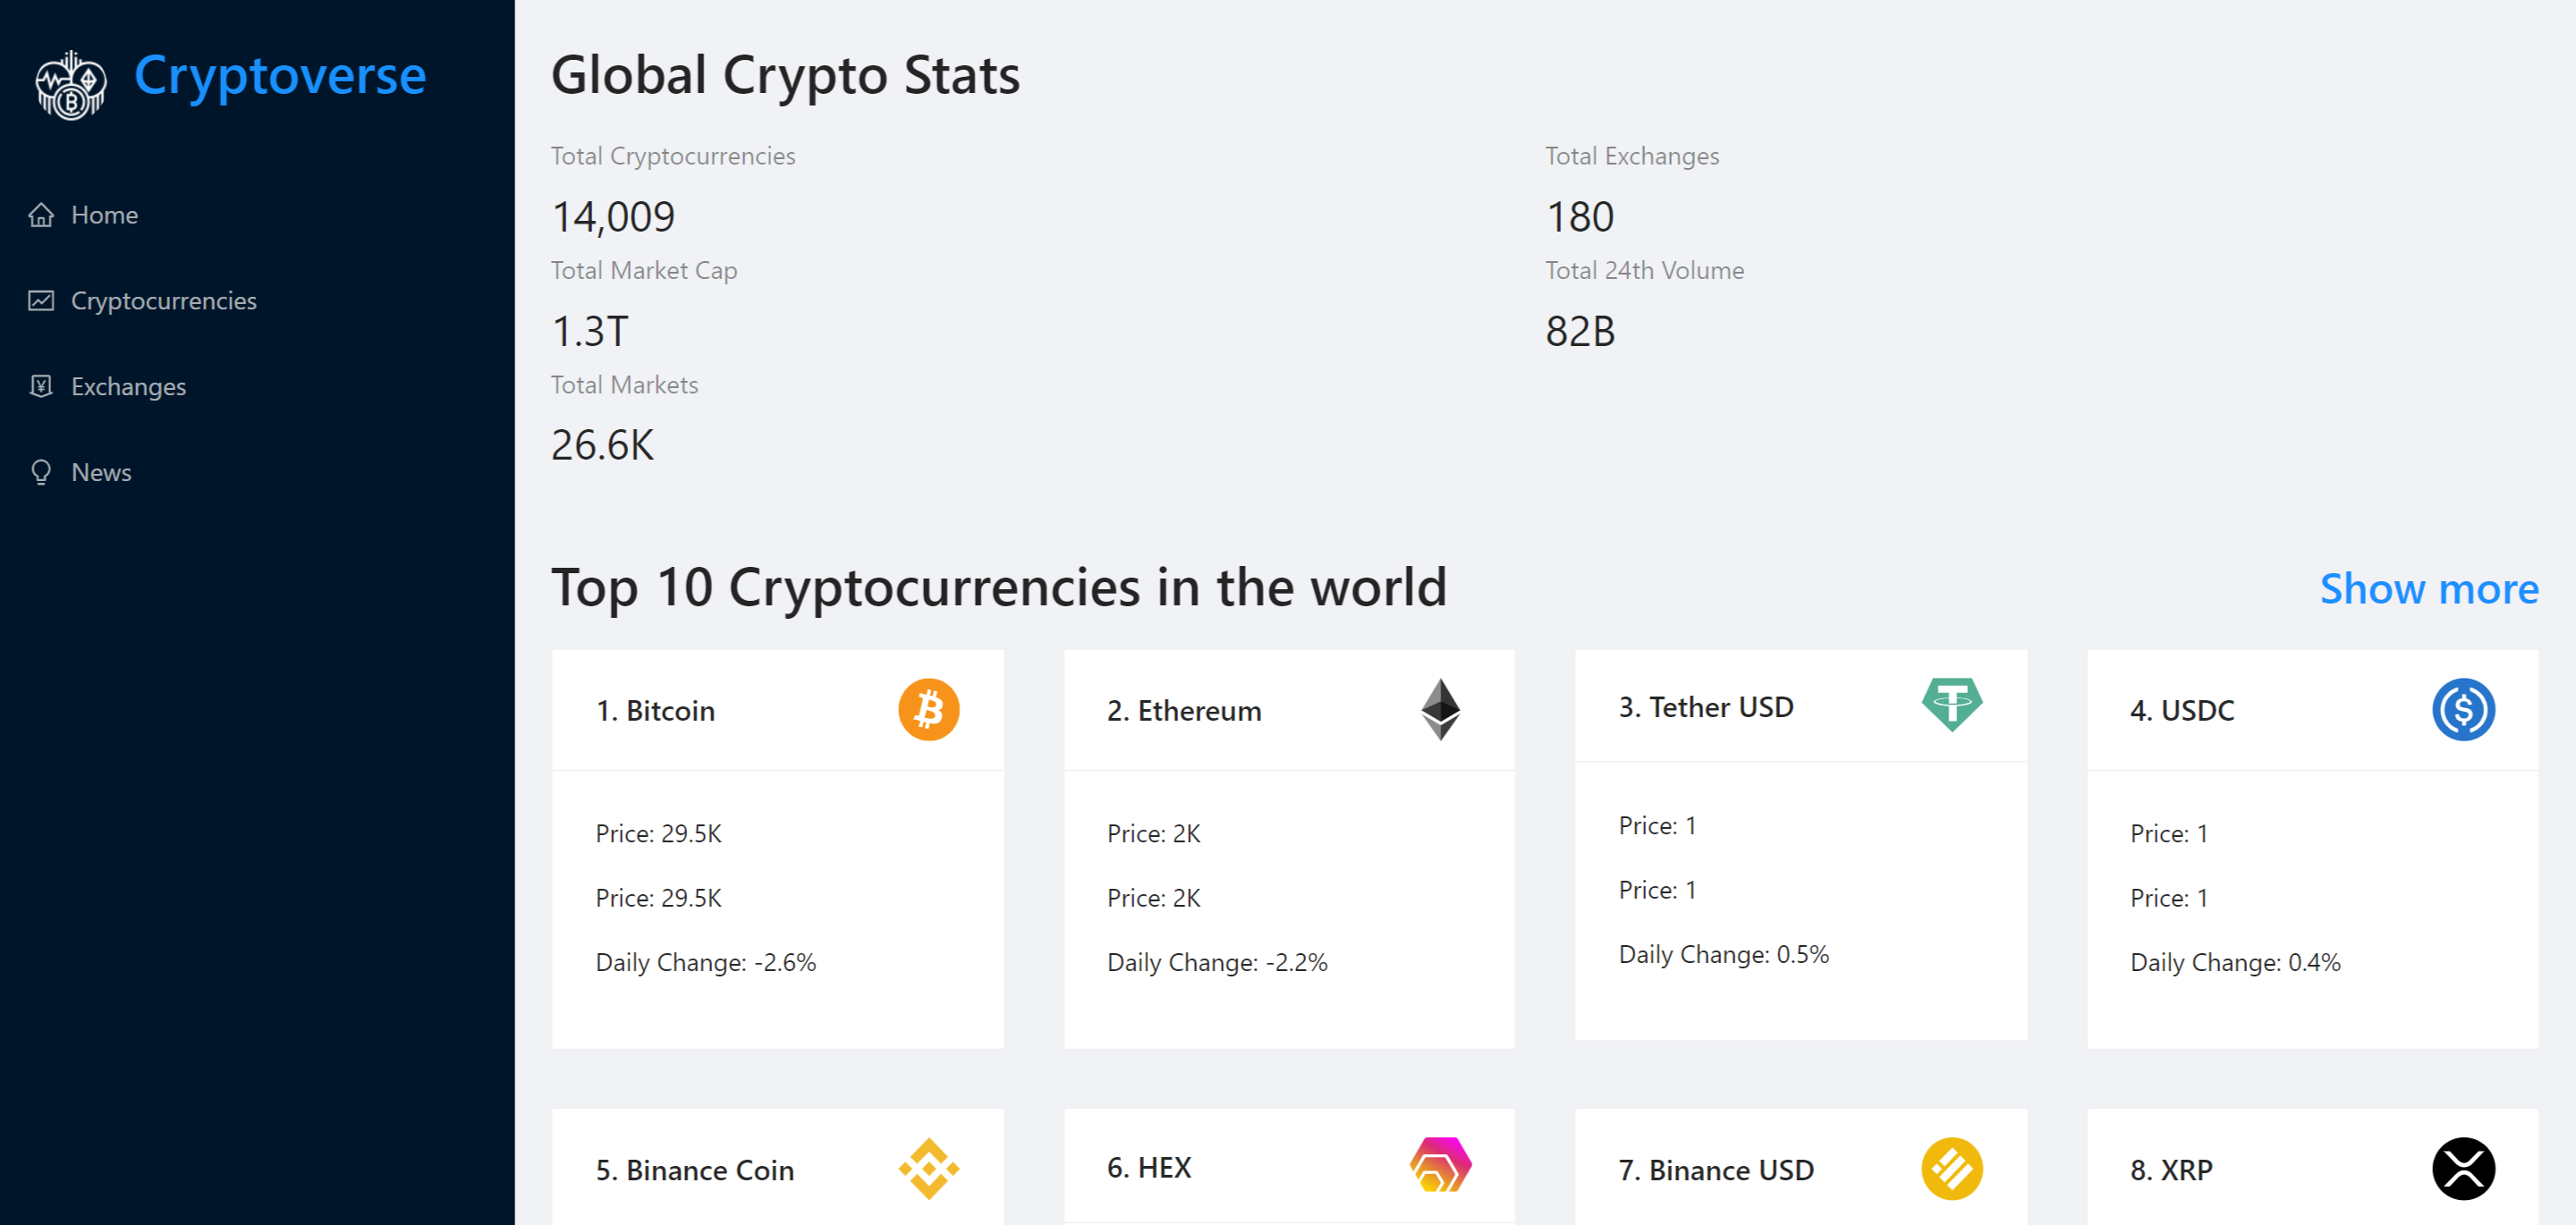 Cryptoverse
Home
Cryptocurrencies
Exchanges
News
Global Crypto Stats
Total Cryptocurrencies
14,009
Total Exchanges
180
Total Market Cap
1.3T
Total 24th Volume
82B
Total Markets
26.6K
Top 10 Cryptocurrencies in the world
Show more
1. Bitcoin
Price: 29.5K
Price: 29.5K
Daily Change: -2.6%
2. Ethereum
Price: 2K
Price: 2K
Daily Change: -2.2%
3. Tether USD
Price: 1
Price: 1
Daily Change: 0.5%
4. USDC
Price: 1
Price: 1
Daily Change: 0.4%
5. Binance Coin
6. HEX
7. Binance USD
8. XRP